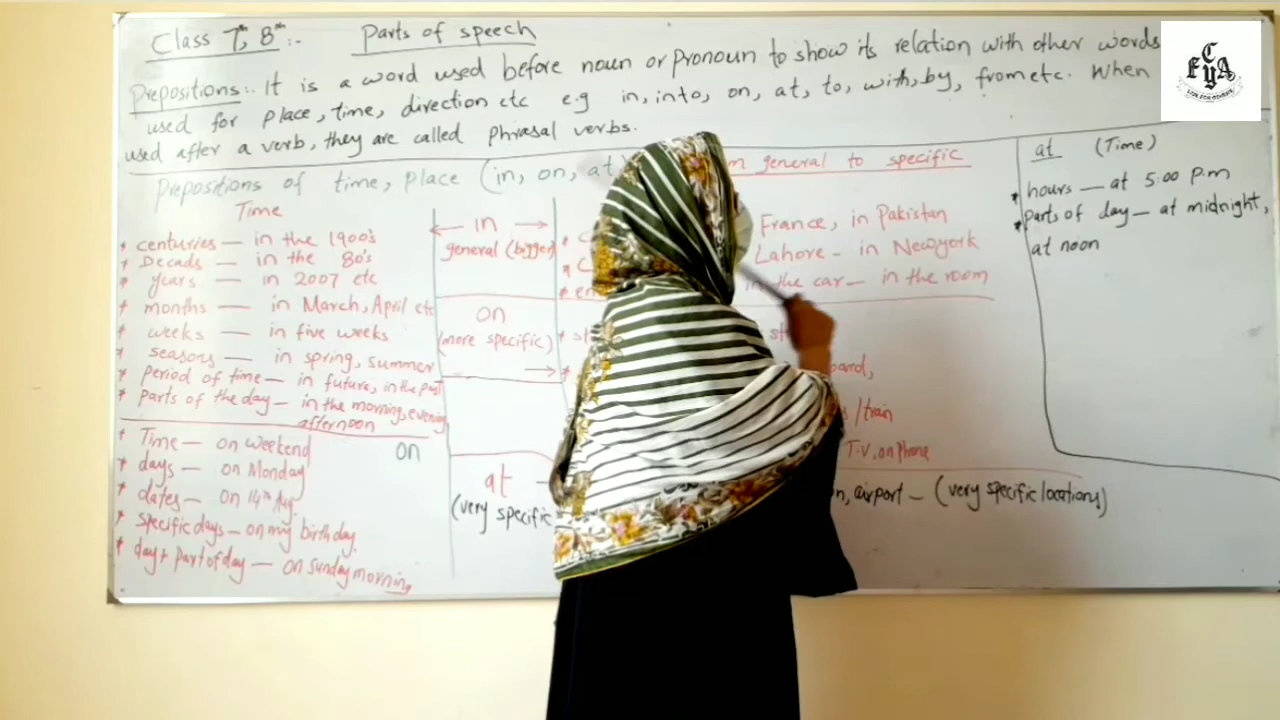 Class 7th, 8th :- Parts of speech
Prepositions:. It is a word used before noun or pronoun to show its relation with other words
used for place, time, direction etc e.g in, into, on, at, to, with, by, from etc. When
used after a verb, they are called phrasal verbs.
Prepositions of time, place (in, on, at) general to specific
Time
* centuries — in the 1900's
* Decads — in the 80's
* years — in 2007 etc
* months — in March, April etc
* weeks — in five weeks
* seasons — in spring, summer
* Period of time — in future, in the past
* Parts of the day — in the morning, evening
afternoon
* Time — on weekend on
* days — on Monday
* dates — on 14th Aug.
* specific days — on my birthday.
* day + part of day — on sunday morning
in
general (bigger
on
(more specific)
at
(very specific
France, in Pakistan
Lahore - in Newyork
the car — in the room
/train
T.V, on Phone
airport — (very specific locations)
at (Time)
* hours — at 5:00 P.m
* parts of day — at midnight,
at noon
CFYA